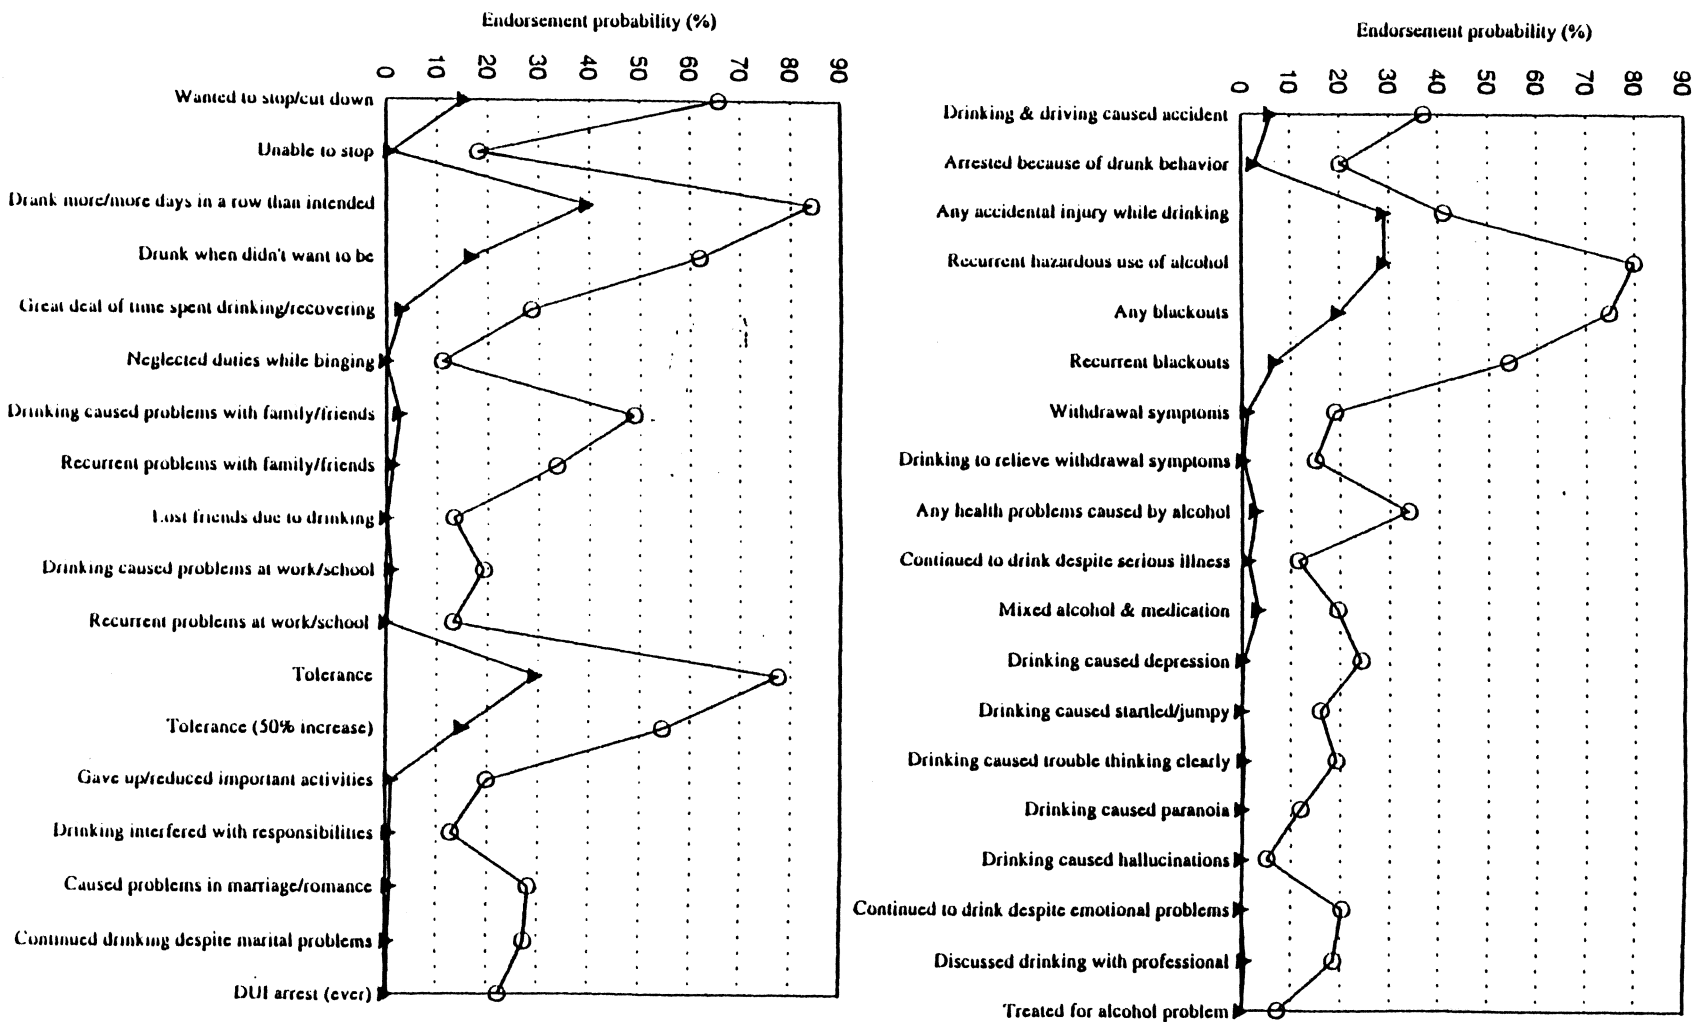 Endorsement probability (%)
0 10 20 30 40 50 60 70 80 90
Wanted to stop/cut down
Unable to stop
Drank more/more days in a row than intended
Drunk when didn't want to be
Great deal of time spent drinking/recovering
Neglected duties while binging
Drinking caused problems with family/friends
Recurrent problems with family/friends
Lost friends due to drinking
Drinking caused problems at work/school
Recurrent problems at work/school
Tolerance
Tolerance (50% increase)
Gave up/reduced important activities
Drinking interfered with responsibilities
Caused problems in marriage/romance
Continued drinking despite marital problems
DUI arrest (ever)
Endorsement probability (%)
0 10 20 30 40 50 60 70 80 90
Drinking & driving caused accident
Arrested because of drunk behavior
Any accidental injury while drinking
Recurrent hazardous use of alcohol
Any blackouts
Recurrent blackouts
Withdrawal symptoms
Drinking to relieve withdrawal symptoms
Any health problems caused by alcohol
Continued to drink despite serious illness
Mixed alcohol & medication
Drinking caused depression
Drinking caused startled/jumpy
Drinking caused trouble thinking clearly
Drinking caused paranoia
Drinking caused hallucinations
Continued to drink despite emotional problems
Discussed drinking with professional
Treated for alcohol problem